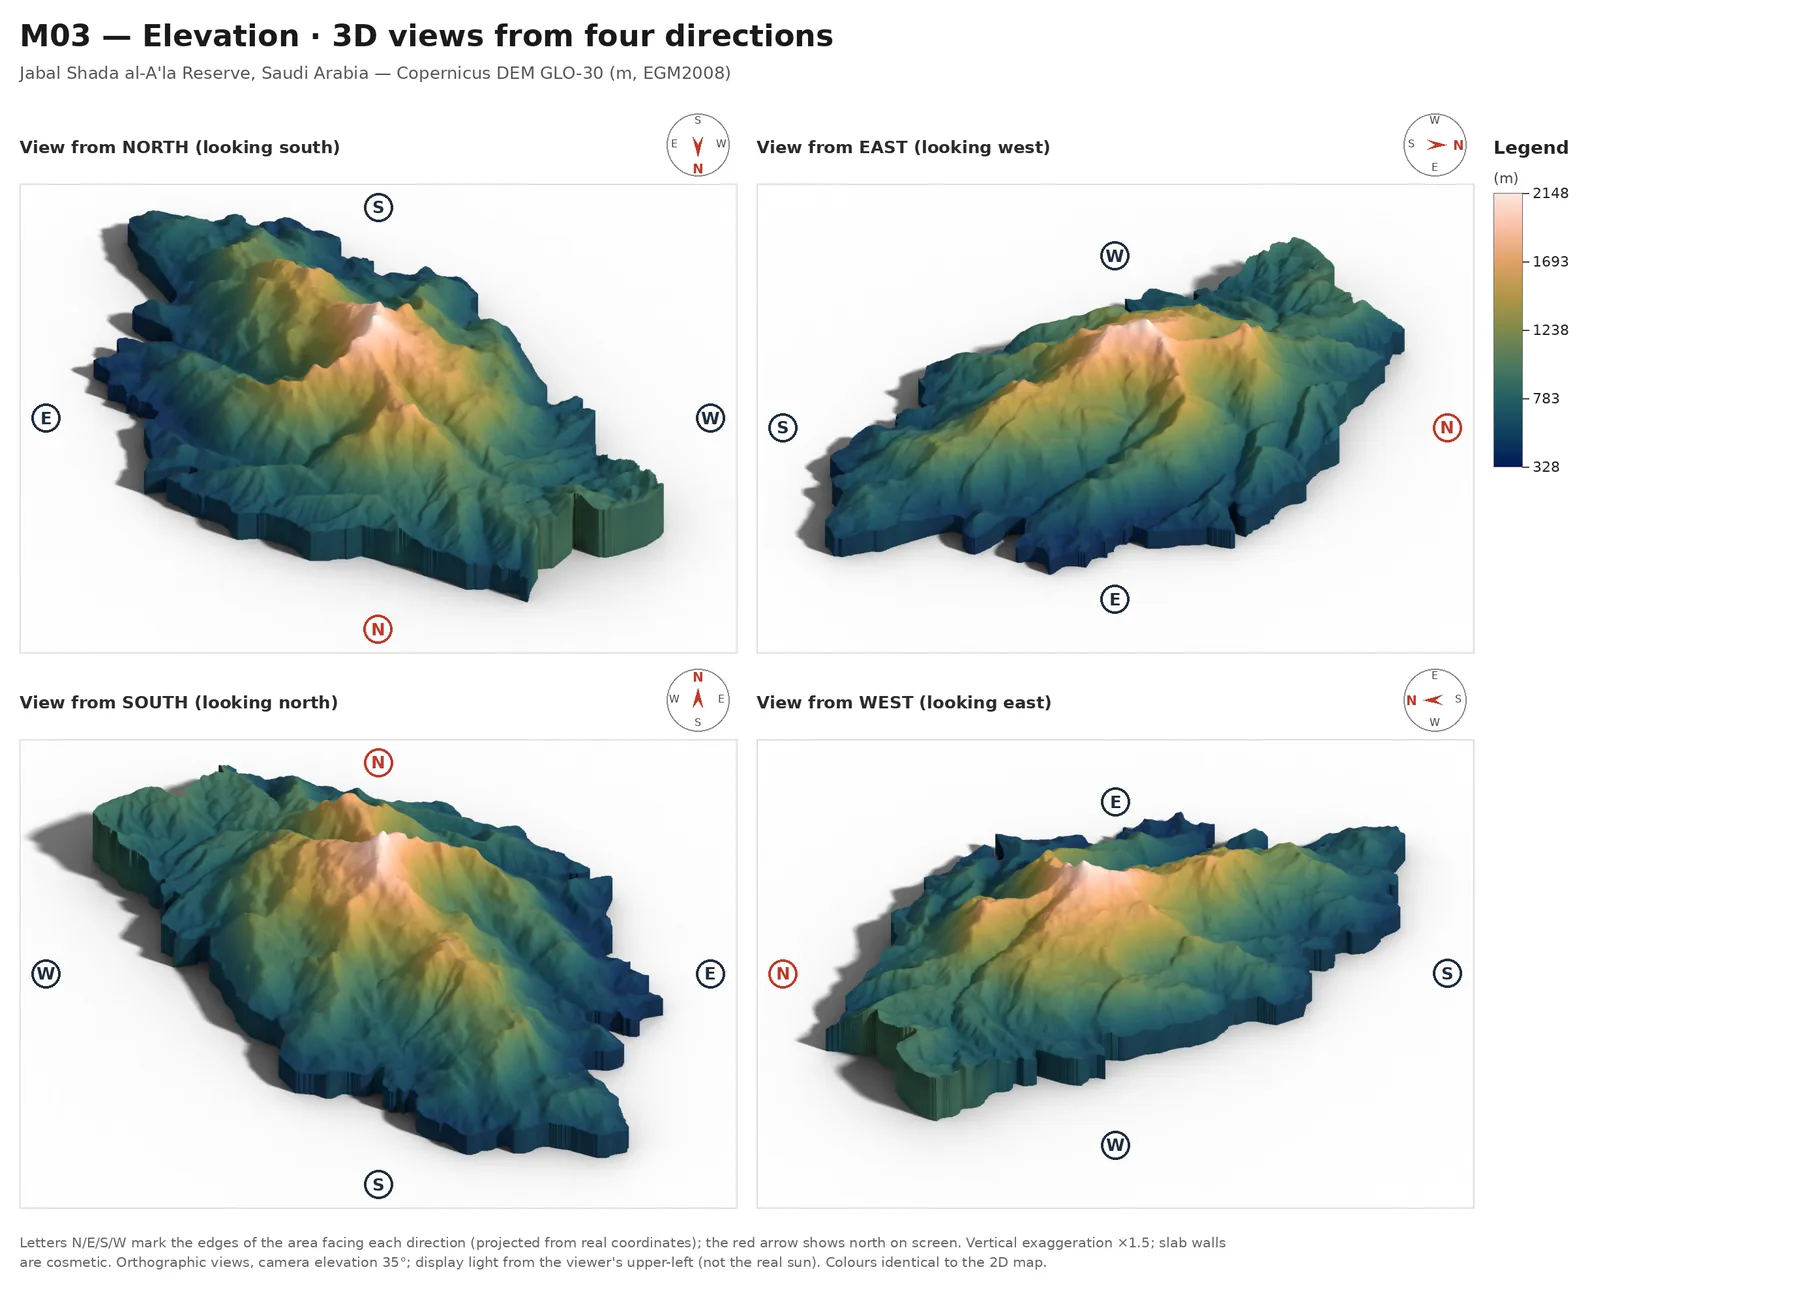 M03 — Elevation · 3D views from four directions
Jabal Shada al-A'la Reserve, Saudi Arabia — Copernicus DEM GLO-30 (m, EGM2008)
View from NORTH (looking south)
S
E W
N
S
E
W
N
View from EAST (looking west)
W
S N
E
W
S
N
E
Legend
(m)
2148
1693
1238
783
328
View from SOUTH (looking north)
N
W E
S
N
W
E
S
View from WEST (looking east)
E
N S
W
E
N
S
W
Letters N/E/S/W mark the edges of the area facing each direction (projected from real coordinates); the red arrow shows north on screen. Vertical exaggeration ×1.5; slab walls
are cosmetic. Orthographic views, camera elevation 35°; display light from the viewer's upper-left (not the real sun). Colours identical to the 2D map.